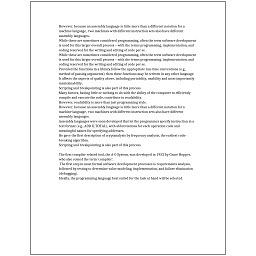 However, because an assembly language is little more than a different notation for a
machine language, two machines with different instruction sets also have different
assembly languages.
While these are sometimes considered programming, often the term software development
is used for this larger overall process – with the terms programming, implementation, and
coding reserved for the writing and editing of code per se.
While these are sometimes considered programming, often the term software development
is used for this larger overall process – with the terms programming, implementation, and
coding reserved for the writing and editing of code per se.
Provided the functions in a library follow the appropriate run-time conventions (e.g.,
method of passing arguments), then these functions may be written in any other language.
It affects the aspects of quality above, including portability, usability and most importantly
maintainability.
Scripting and breakpointing is also part of this process.
Many factors, having little or nothing to do with the ability of the computer to efficiently
compile and execute the code, contribute to readability.
However, readability is more than just programming style.
However, because an assembly language is little more than a different notation for a
machine language, two machines with different instruction sets also have different
assembly languages.
Assembly languages were soon developed that let the programmer specify instruction in a
text format (e.g., ADD X, TOTAL), with abbreviations for each operation code and
meaningful names for specifying addresses.
He gave the first description of cryptanalysis by frequency analysis, the earliest code-
breaking algorithm.
Scripting and breakpointing is also part of this process.

The first compiler related tool, the A-0 System, was developed in 1952 by Grace Hopper,
who also coined the term 'compiler'.
The first step in most formal software development processes is requirements analysis,
followed by testing to determine value modeling, implementation, and failure elimination
(debugging).
Ideally, the programming language best suited for the task at hand will be selected.